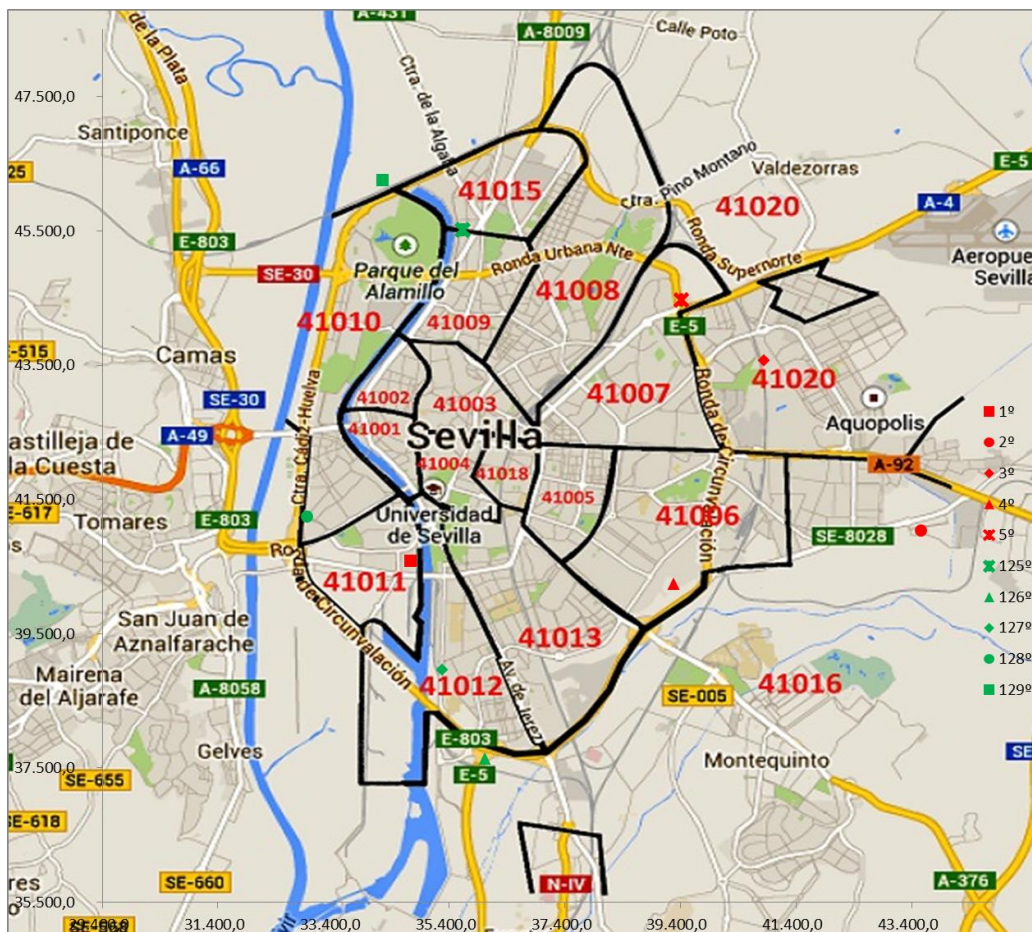 A-431
A-8009
Calle Poto
de la Plata
47.500,0
Ctra. de la Algaba
Santiponce
25
A-66
E-5
Ctra. Pino Montano
Valdezorras
41015
41020
A-4
45.500,0
E-803
Ronda Supernorte
Parque del
Alamillo
SE-30
Ronda Urbana Nte
Aeropue
Sevilla
41008
41010
41009
E-5
E-515
Camas
43.500,0
41020
41007
SE-30
41002
41003
Ctra. Cádiz-Huelva
Ronda de Circunvalación
Aquopolis
1º
A-49
41001
Sevilla
astilleja de
la Cuesta
2º
41004
41018
A-92
3º
41005
41.500,0
4º
E-617
Tomares
E-803
Universidad
de Sevilla
41006
SE-8028
5º
Ronda de Circunvalación
125º
41011
126º
San Juan de
Aznalfarache
39.500,0
41013
127º
Mairena
del Aljarafe
A-8058
41012
Av. de Jerez
SE-005
41016
128º
129º
E-803
Gelves
SE
37.500,0
E-5
Montequinto
SE-655
SE-618
SE-660
N-IV
A-376
res
o
35.500,0
29.400,0
31.400,0
33.400,0
35.400,0
37.400,0
39.400,0
41.400,0
43.400,0